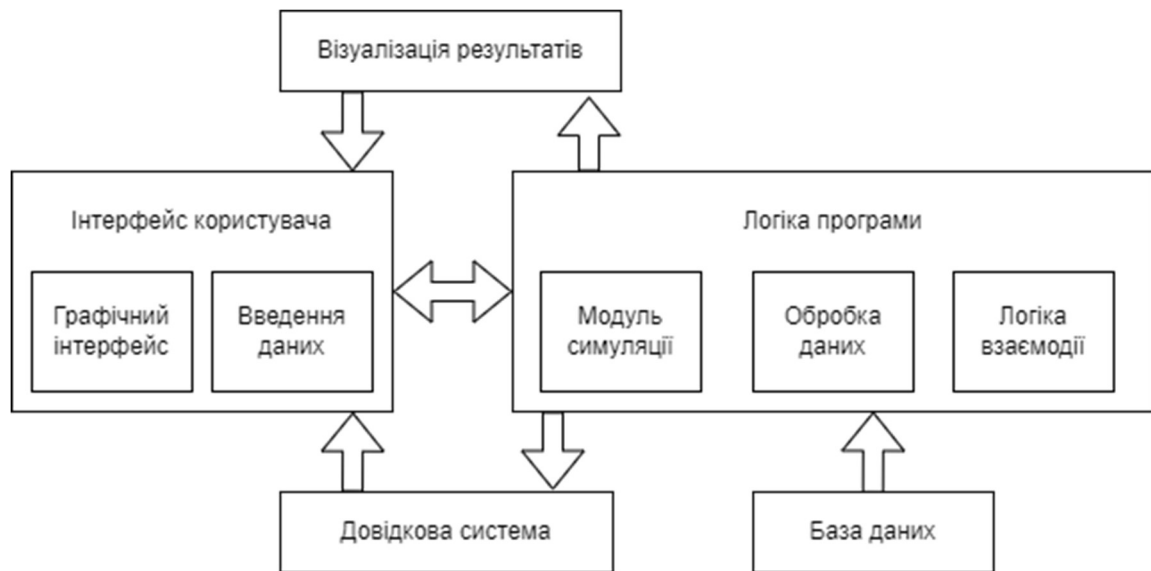 Візуалізація результатів
Інтерфейс користувача
Графічний
інтерфейс
Введення
даних
Логіка програми
Модуль
симуляції
Обробка
даних
Логіка
взаємодії
Довідкова система
База даних